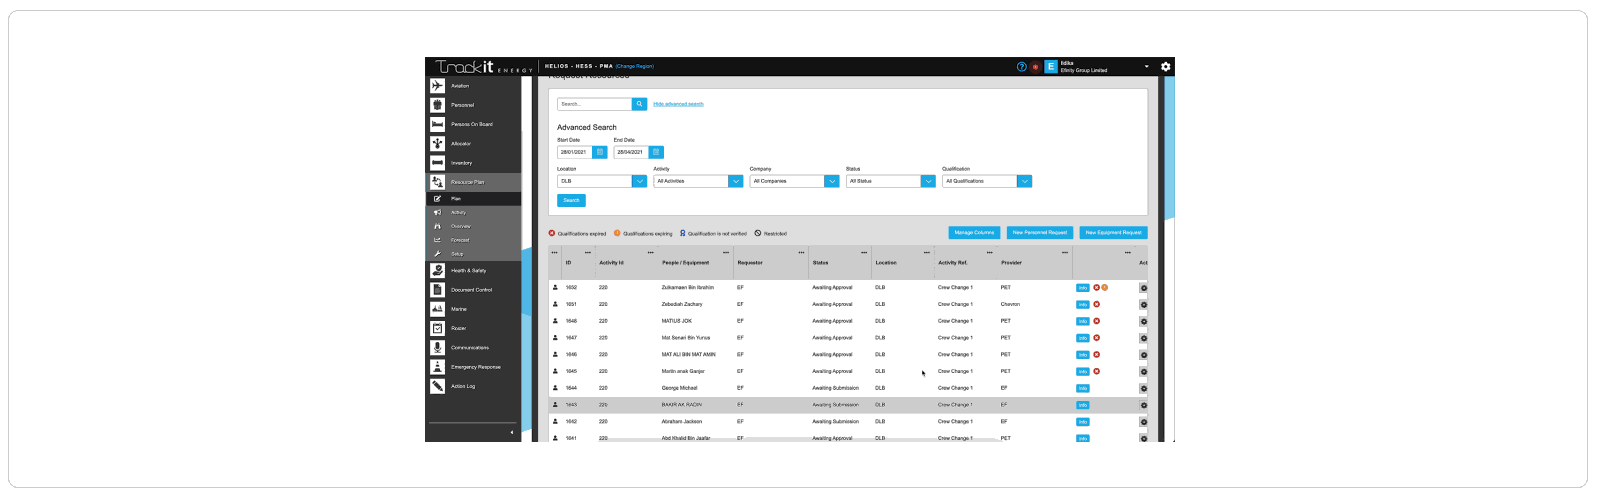 Trackit ENERGY
HELIOS - HESS - PMA (Change Region)
lidika
Efinity Group Limited
Aviation
Personnel
Persons On Board
Allocator
Inventory
Resource Plan
Plan
Activity
Overview
Forecast
Setup
Health & Safety
Document Control
Marine
Roster
Communications
Emergency Response
Action Log
Request Resources
Search...
Hide advanced search
Advanced Search
Start Date End Date
28/01/2021 28/04/2021
Location Activity Company Status Qualification
DLB All Activities All Companies All Status All Qualifications
Search
Qualifications expired Qualifications expiring Qualification is not verified Restricted
Manage Columns New Personnel Request New Equipment Request
ID Activity Id People / Equipment Requestor Status Location Activity Ref. Provider Act
1652 220 Zulkarnaen Bin Ibrahim EF Awaiting Approval DLB Crew Change 1 PET Info
1651 220 Zebediah Zachary EF Awaiting Approval DLB Crew Change 1 Chevron Info
1648 220 MATIUS JOK EF Awaiting Approval DLB Crew Change 1 PET Info
1647 220 Mat Senari Bin Yunus EF Awaiting Approval DLB Crew Change 1 PET Info
1646 220 MAT ALI BIN MAT AMIN EF Awaiting Approval DLB Crew Change 1 PET Info
1645 220 Marlin anak Ganjer EF Awaiting Approval DLB Crew Change 1 PET Info
1644 220 George Michael EF Awaiting Submission DLB Crew Change 1 EF Info
1643 220 BAKIR AK RADIN EF Awaiting Submission DLB Crew Change 1 EF Info
1642 220 Abraham Jackson EF Awaiting Submission DLB Crew Change 1 EF Info
1641 220 Abd Khalid Bin Jaafar EF Awaiting Approval DLB Crew Change 1 PET Info